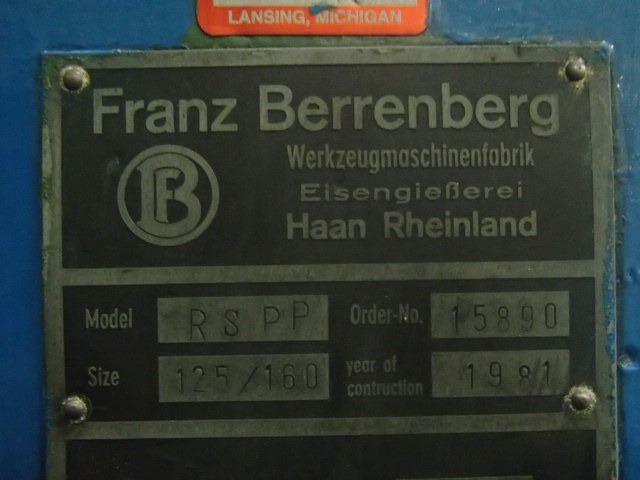 LANSING, MICHIGAN
Franz Berrenberg
Werkzeugmaschinenfabrik
Eisengießerei
Haan Rheinland
FB
Model RSPP Order-No. 15890
Size 125/160 year of contruction 1981